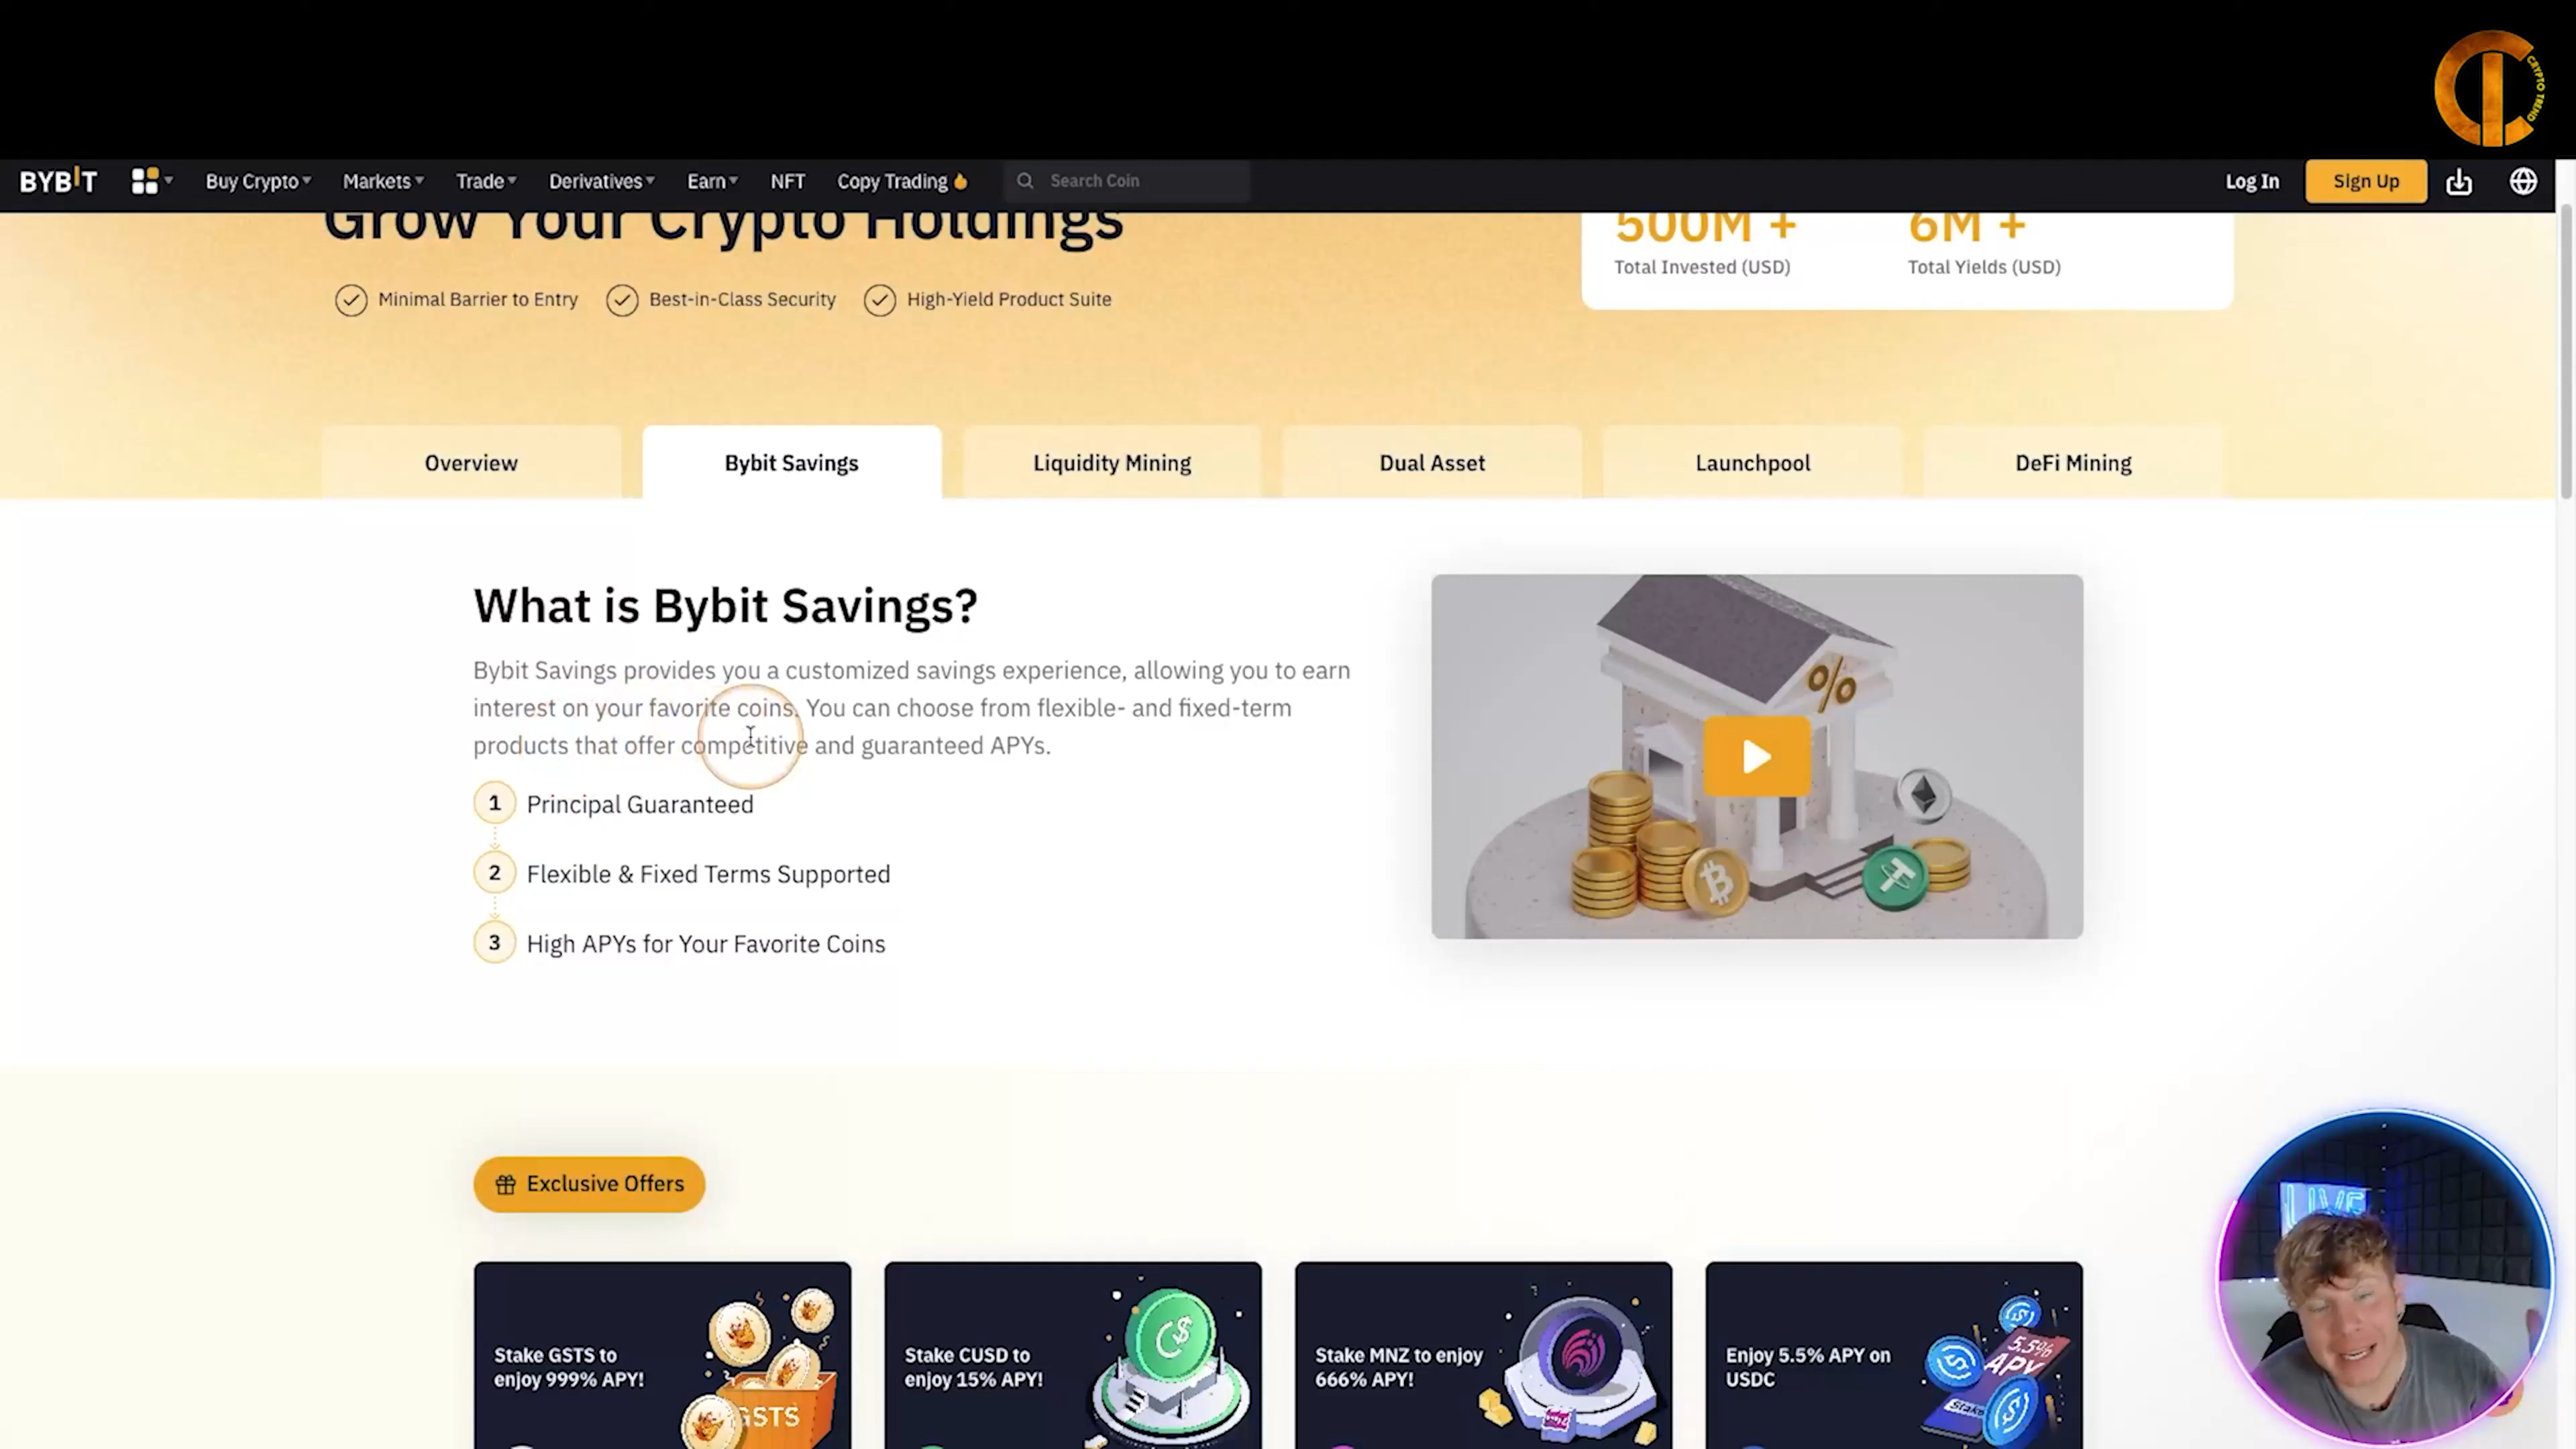 CRYPTO TREND
BYBIT
Buy Crypto
Markets
Trade
Derivatives
Earn
NFT
Copy Trading
Search Coin
Log In
Sign Up
Grow Your Crypto Holdings
500M +
6M +
Total Invested (USD)
Total Yields (USD)
Minimal Barrier to Entry
Best-in-Class Security
High-Yield Product Suite
Overview
Bybit Savings
Liquidity Mining
Dual Asset
Launchpool
DeFi Mining
What is Bybit Savings?
Bybit Savings provides you a customized savings experience, allowing you to earn
interest on your favorite coins. You can choose from flexible- and fixed-term
products that offer competitive and guaranteed APYs.
%
1 Principal Guaranteed
2 Flexible & Fixed Terms Supported
3 High APYs for Your Favorite Coins
Exclusive Offers
LIVE
Stake GSTS to
enjoy 999% APY!
GSTS
Stake CUSD to
enjoy 15% APY!
Stake MNZ to enjoy
666% APY!
Enjoy 5.5% APY on
USDC
5.5%
APY
Stake